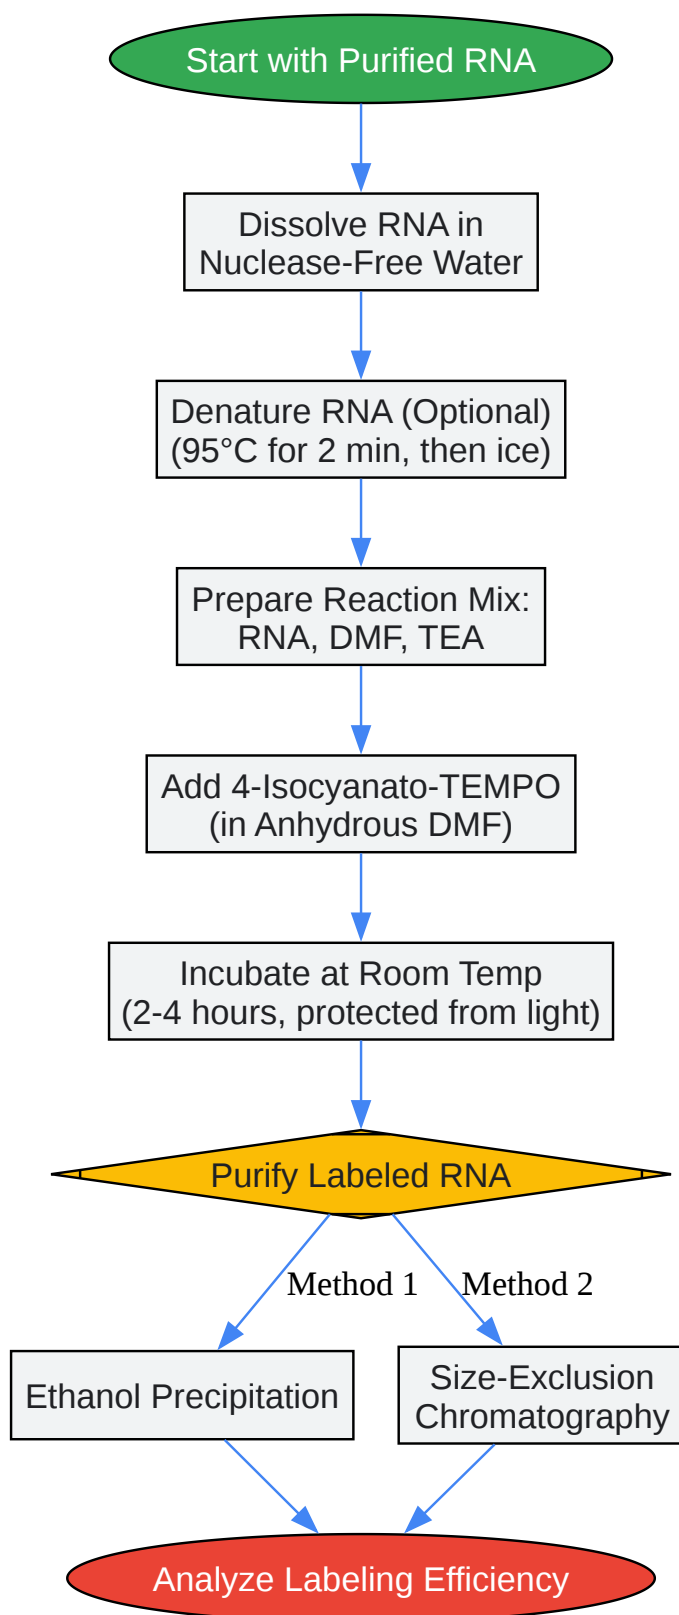 Start with Purified RNA
Dissolve RNA in
Nuclease-Free Water
Denature RNA (Optional)
(95°C for 2 min, then ice)
Prepare Reaction Mix:
RNA, DMF, TEA
Add 4-Isocyanato-TEMPO
(in Anhydrous DMF)
Incubate at Room Temp
(2-4 hours, protected from light)
Purify Labeled RNA
Method 1
Method 2
Ethanol Precipitation
Size-Exclusion
Chromatography
Analyze Labeling Efficiency